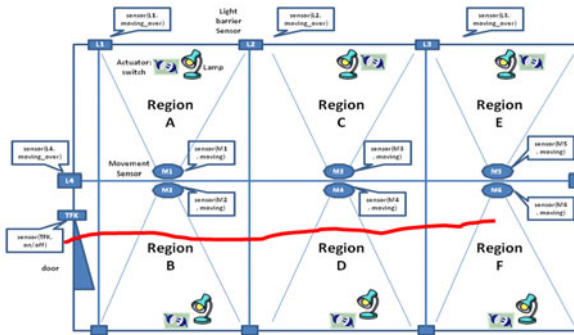 sensor(L1, moving_over)
Light barrier Sensor
sensor(L2, moving_over)
sensor(L3, moving_over)
L1
L2
L3
Actuator: switch
Lamp
Region A
Region C
Region E
sensor(L4, moving_over)
Movement Sensor
sensor(M1, moving)
sensor(M3, moving)
sensor(M5, moving)
M1
M3
M5
L4
M2
M4
M6
sensor(M2, moving)
sensor(M4, moving)
sensor(M6, moving)
TFK
sensor(TFK, on/off)
door
Region B
Region D
Region F